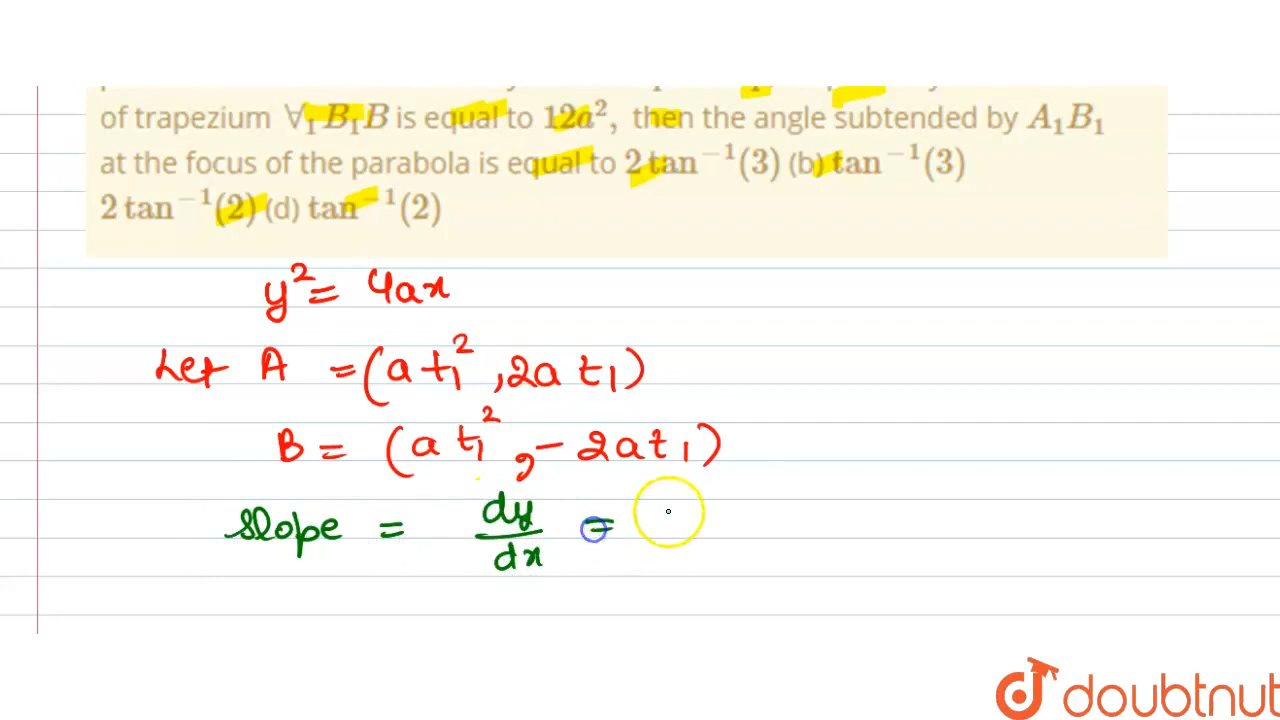 of trapezium ∀₁B₁B is equal to 12a², then the angle subtended by A₁B₁
at the focus of the parabola is equal to 2 tan⁻¹(3) (b) tan⁻¹(3)
2 tan⁻¹(2) (d) tan⁻¹(2)
y² = 4ax
Let A = (at₁², 2at₁)
B = (at₁², -2at₁)
Slope = dy/dx =
doubtnut